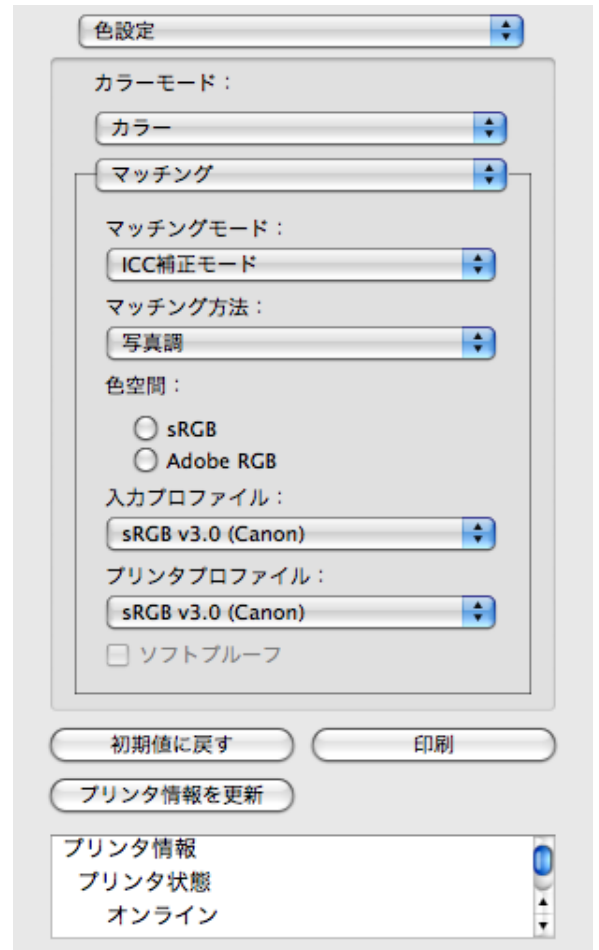 色設定
カラーモード：
カラー
マッチング
マッチングモード：
ICC補正モード
マッチング方法：
写真調
色空間：
sRGB
Adobe RGB
入力プロファイル：
sRGB v3.0 (Canon)
プリンタプロファイル：
sRGB v3.0 (Canon)
ソフトプルーフ
初期値に戻す 印刷
プリンタ情報を更新
プリンタ情報
プリンタ状態
オンライン